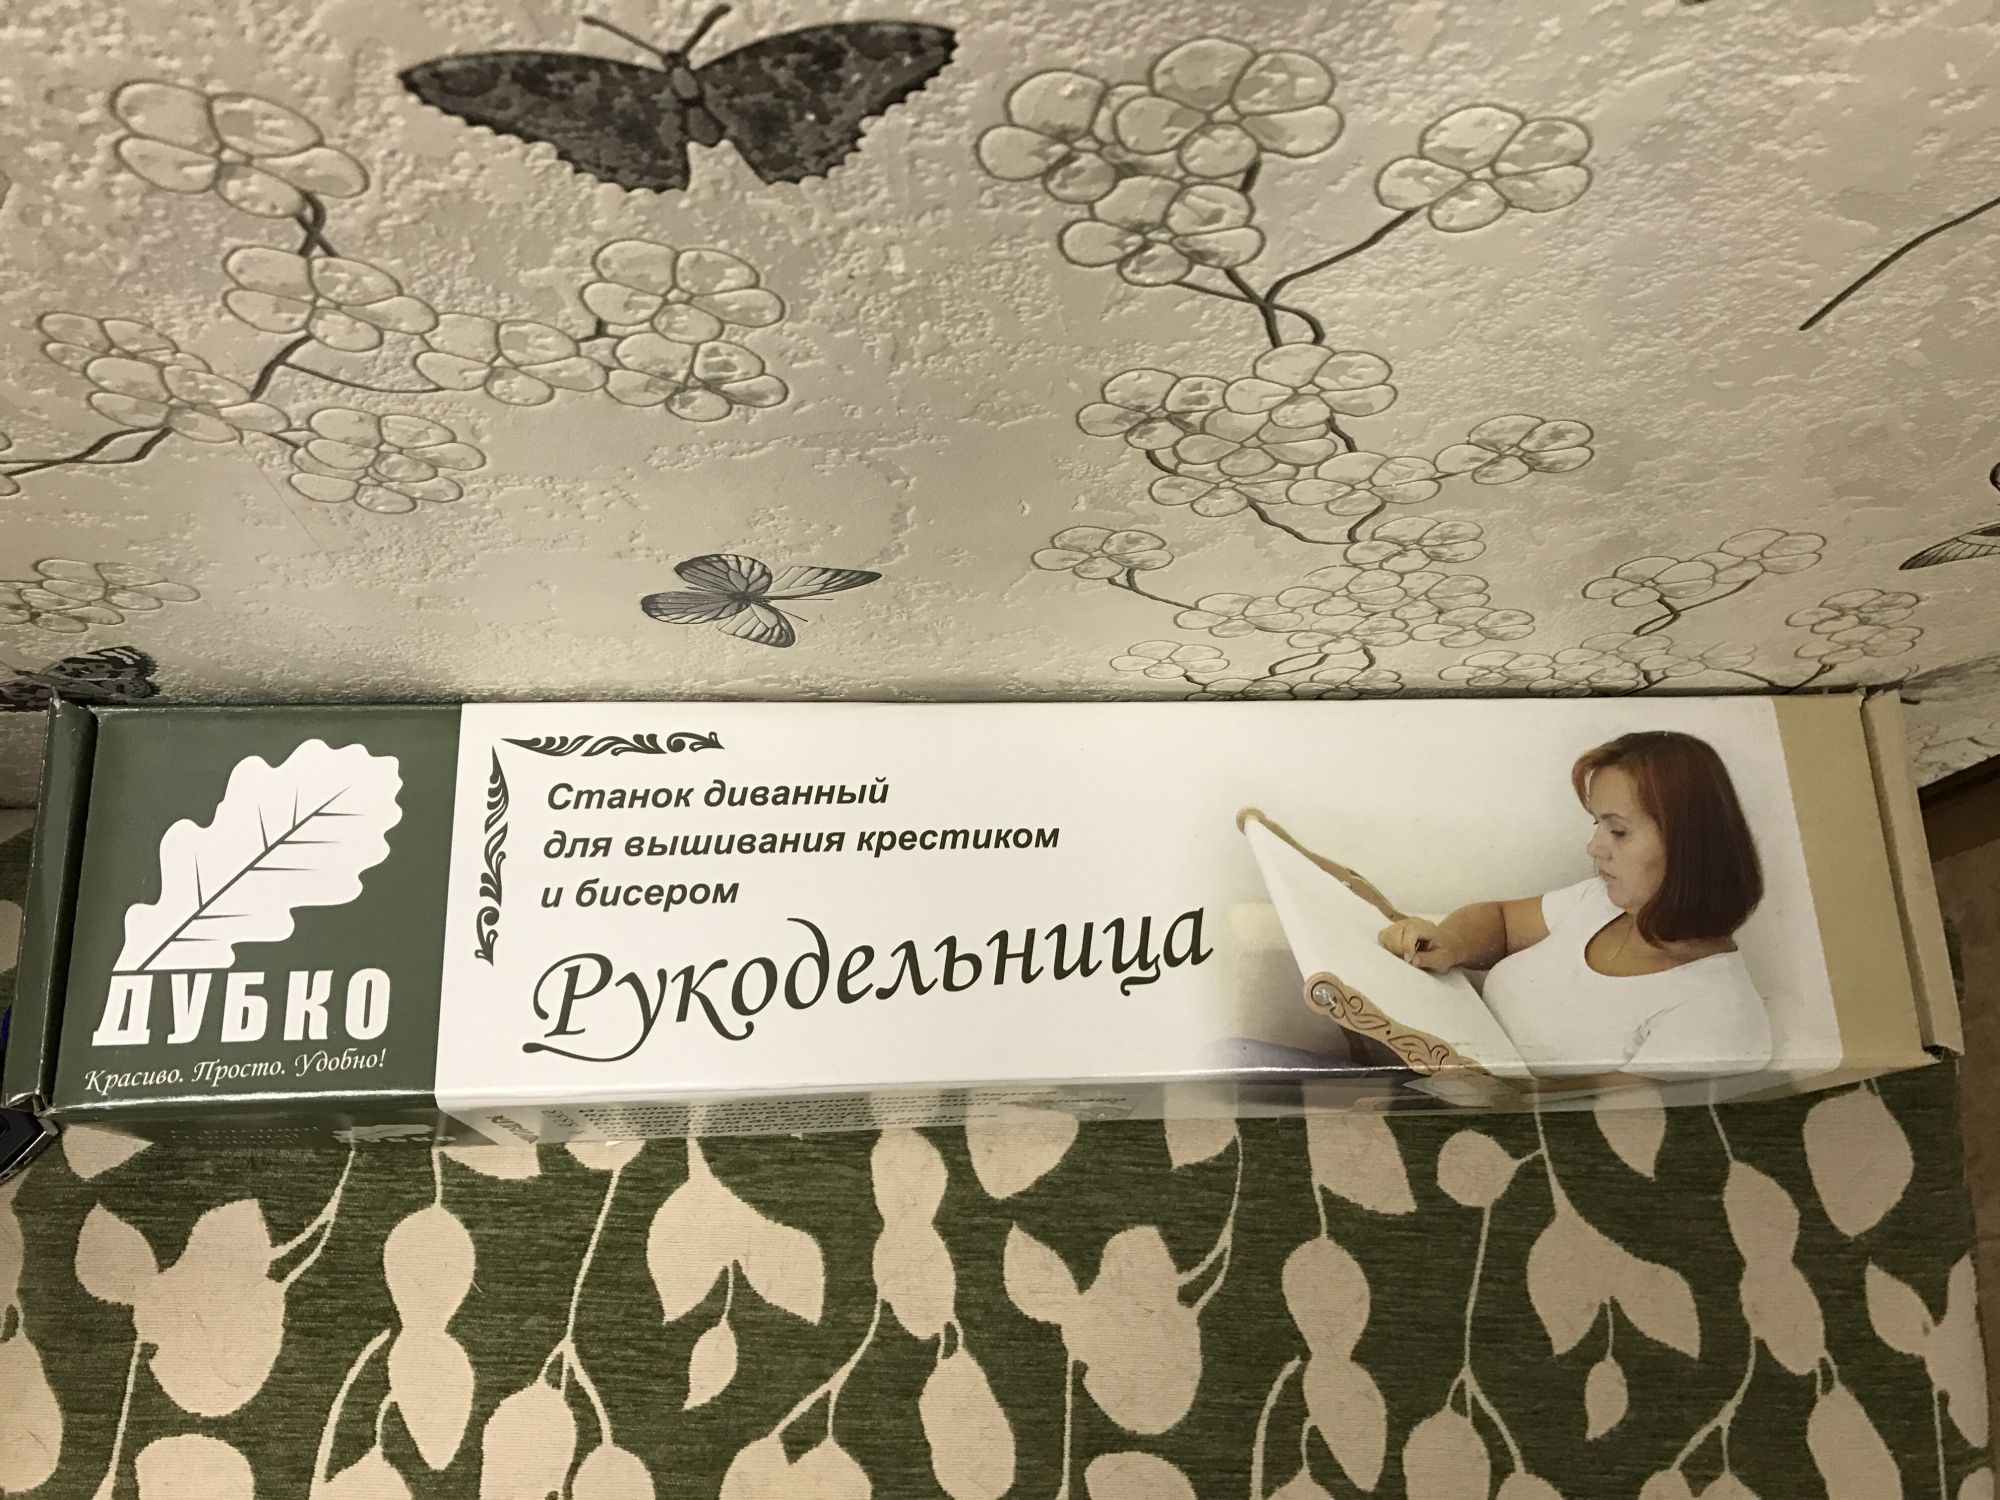 ДУБКО
Красиво. Просто. Удобно!
Станок диванный
для вышивания крестиком
и бисером
Рукодельница